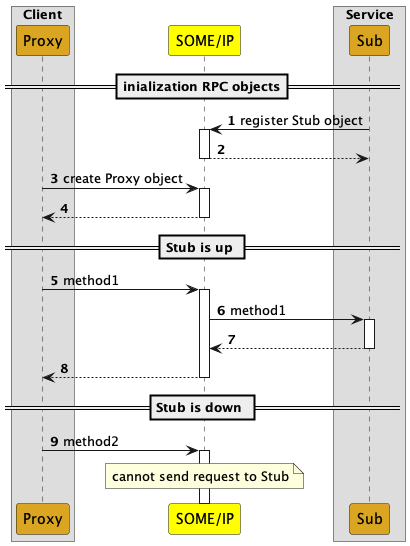 Client
Service
Proxy
SOME/IP
Sub
inialization RPC objects
1 register Stub object
2
3 create Proxy object
4
Stub is up
5 method1
6 method1
7
8
Stub is down
9 method2
cannot send request to Stub
Proxy
SOME/IP
Sub